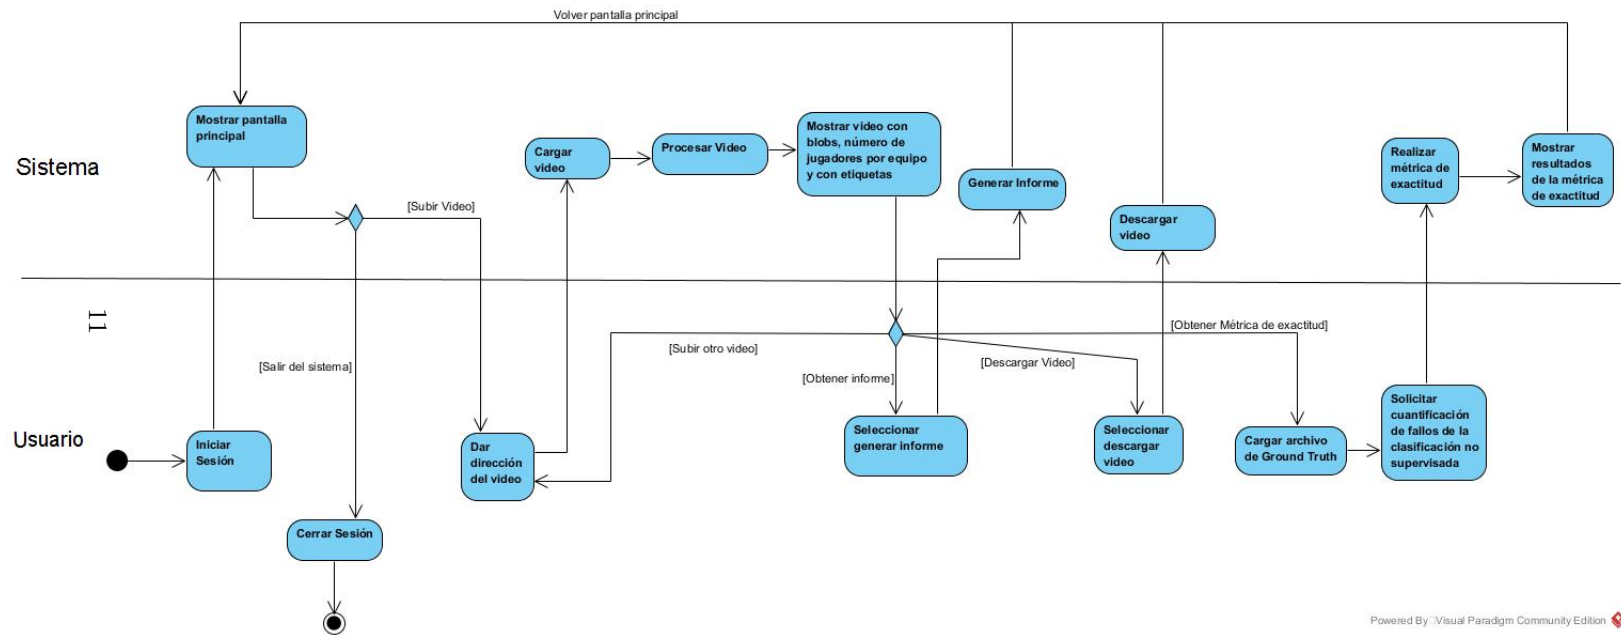 Volver pantalla principal
Mostrar pantalla
principal
Mostrar video con
blobs, número de
jugadores por equipo
y con etiquetas
Cargar
video
Procesar Video
Realizar
métrica de
exactitud
Mostrar
resultados
de la métrica
de exactitud
Sistema
Generar Informe
[Subir Video]
Descargar
video
11
[Obtener Métrica de exactitud]
[Subir otro video]
[Salir del sistema]
[Descargar Video]
[Obtener informe]
Usuario
Iniciar
Sesión
Dar
dirección
del video
Seleccionar
generar informe
Seleccionar
descargar
video
Cargar archivo
de Ground Truth
Solicitar
cuantificación
de fallos de la
clasificación no
supervisada
Cerrar Sesión
Powered By Visual Paradigm Community Edition